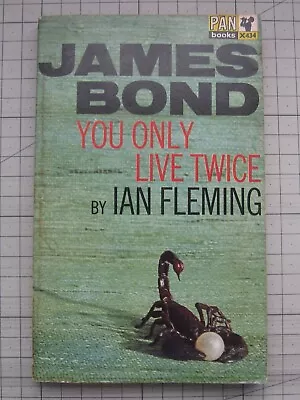 PAN
books X434
JAMES
BOND
YOU ONLY
LIVE TWICE
BY IAN FLEMING